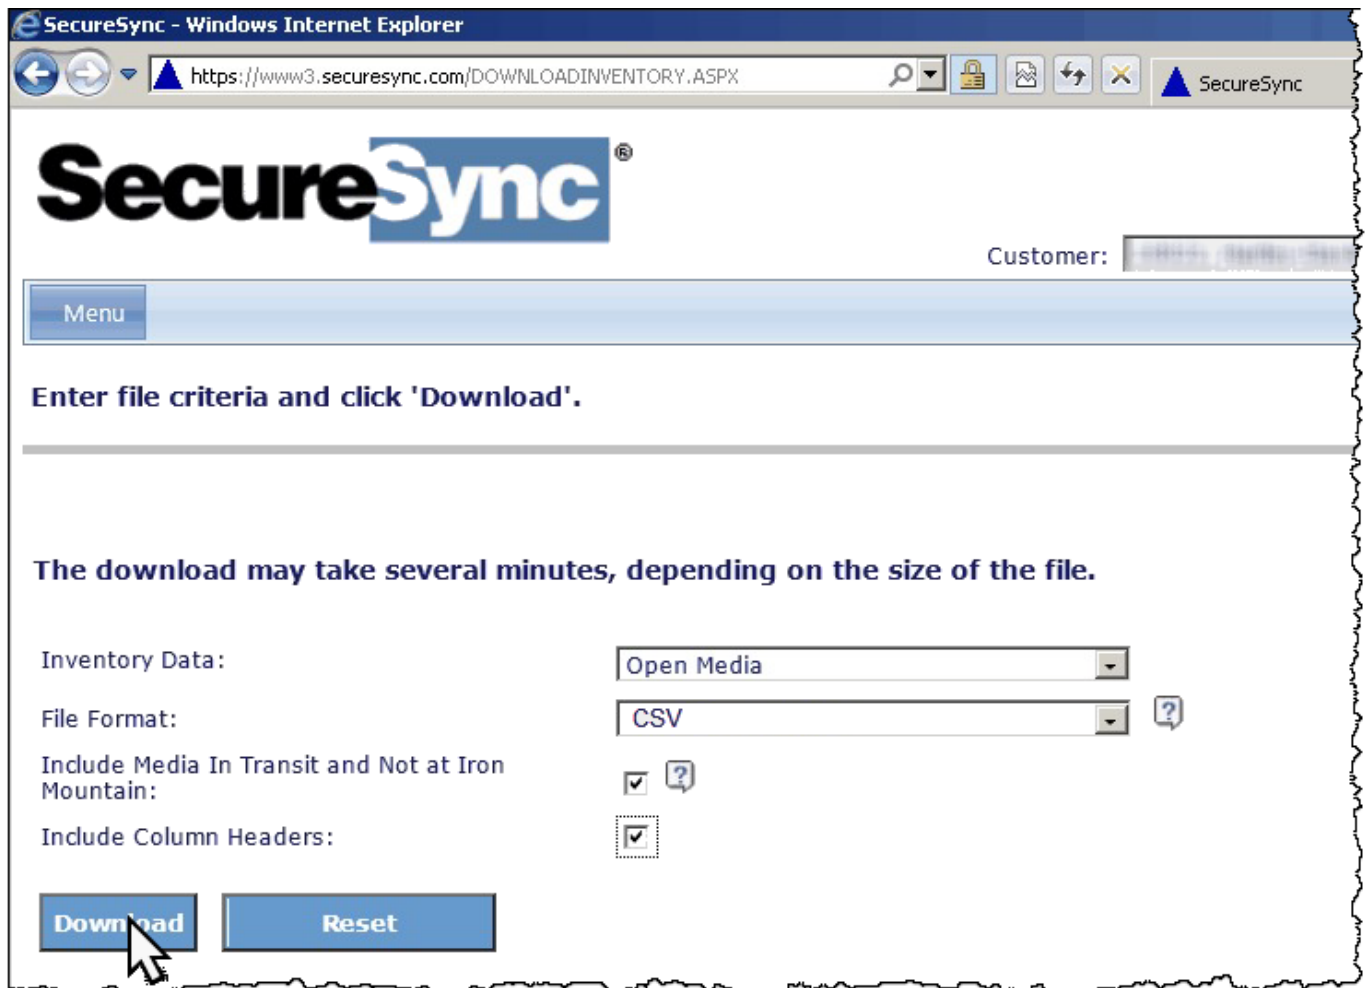 SecureSync - Windows Internet Explorer
https://www3.securesync.com/DOWNLOADINVENTORY.ASPX
SecureSync
SecureSync®
Customer:
Menu
Enter file criteria and click 'Download'.
The download may take several minutes, depending on the size of the file.
Inventory Data: Open Media
File Format: CSV
Include Media In Transit and Not at Iron
Mountain:
Include Column Headers:
Download Reset